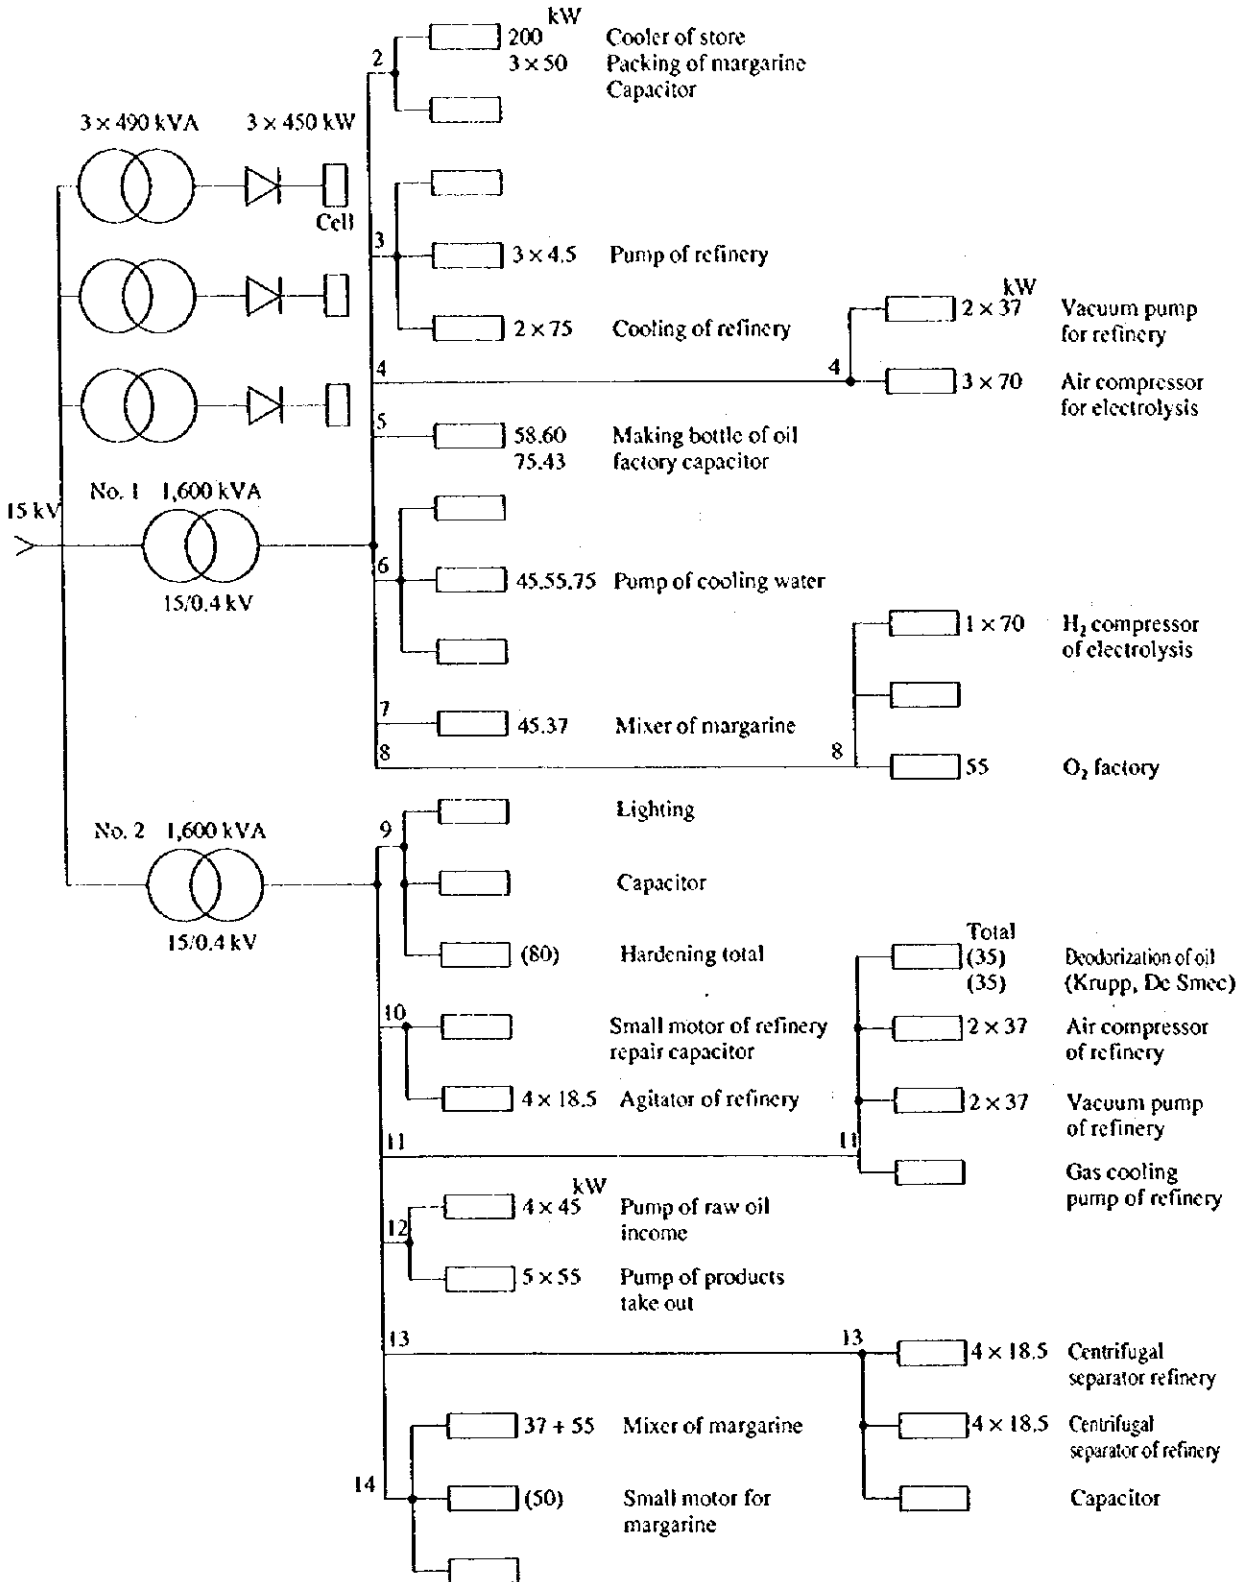 kW
200 Cooler of store
2
3 × 50 Packing of margarine
Capacitor
3 × 490 kVA 3 × 450 kW
Cell
3
3 × 4.5 Pump of refinery
kW
2 × 37 Vacuum pump
for refinery
2 × 75 Cooling of refinery
4 4
3 × 70 Air compressor
for electrolysis
5
58.60 Making bottle of oil
75.43 factory capacitor
No. 1 1,600 kVA
15 kV
15/0.4 kV
6
45.55.75 Pump of cooling water
1 × 70 H₂ compressor
of electrolysis
7
45.37 Mixer of margarine
8 8
55 O₂ factory
Lighting
No. 2 1,600 kVA
9
Capacitor
15/0.4 kV
(80) Hardening total
Total
(35) Deodorization of oil
(35) (Krupp, De Smec)
10
Small motor of refinery
repair capacitor
2 × 37 Air compressor
of refinery
4 × 18.5 Agitator of refinery
2 × 37 Vacuum pump
of refinery
11 11
Gas cooling
pump of refinery
kW
4 × 45 Pump of raw oil
income
12
5 × 55 Pump of products
take out
13 13
4 × 18.5 Centrifugal
separator refinery
37 + 55 Mixer of margarine
4 × 18.5 Centrifugal
separator of refinery
14
(50) Small motor for
margarine
Capacitor